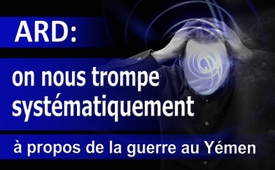 ARD:
on nous trompe
systématiquement
à propos de la guerre au Yémen